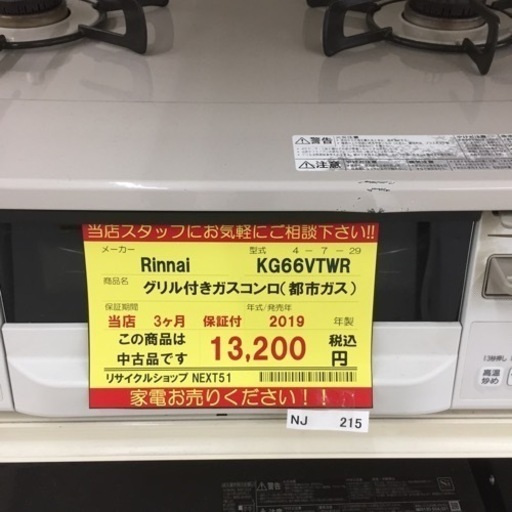 ⚠警告
⚠注意
当店スタッフにお気軽にご相談下さい!!
メーカー 型式 4-7-29
Rinnai KG66VTWR
商品名 グリル付きガスコンロ(都市ガス)
保証期間 年式/発売年
当店 3ヶ月 保証付 2019 年製
この商品は
中古品です
13,200 税込
円
リサイクルショップ NEXT51
家電お売りください!!
NJ 215
高温
炒め
⚠警告